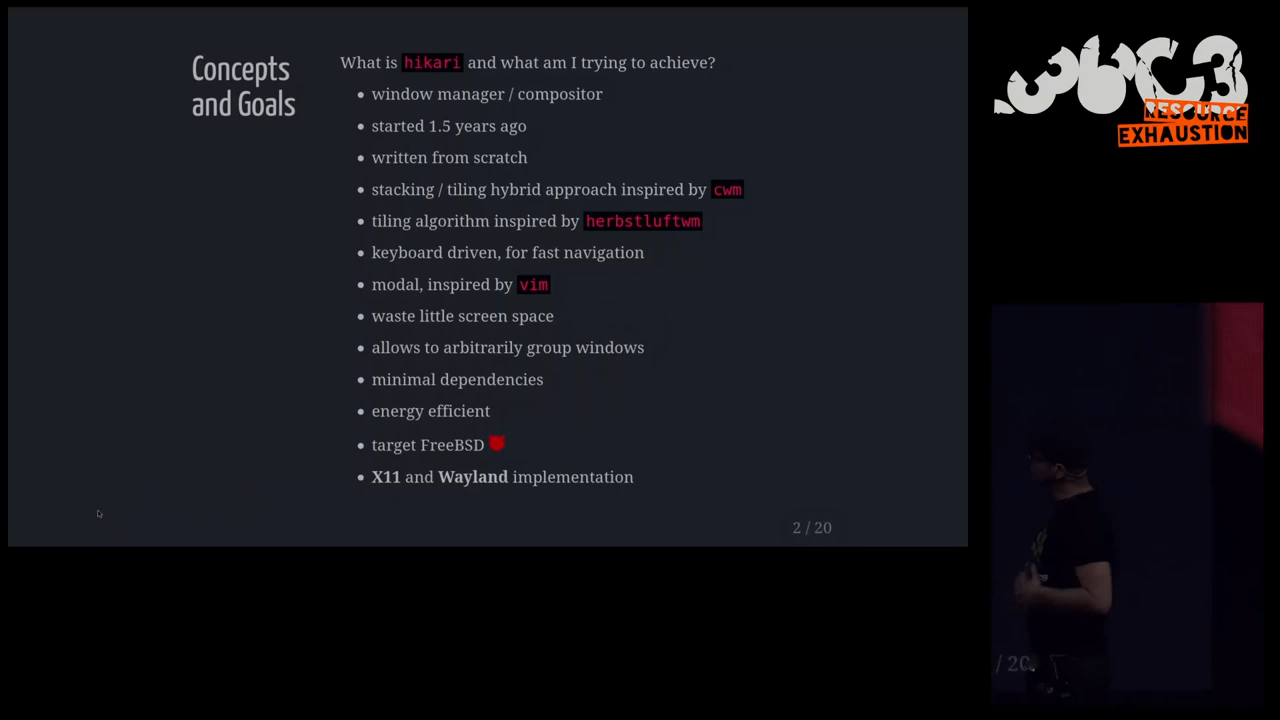 Concepts
and Goals
What is hikari and what am I trying to achieve?
window manager / compositor
started 1.5 years ago
written from scratch
stacking / tiling hybrid approach inspired by cwm
tiling algorithm inspired by herbstluftwm
keyboard driven, for fast navigation
modal, inspired by vim
waste little screen space
allows to arbitrarily group windows
minimal dependencies
energy efficient
target FreeBSD
X11 and Wayland implementation
2 / 20
36C3
RESOURCE
EXHAUSTION
/ 20